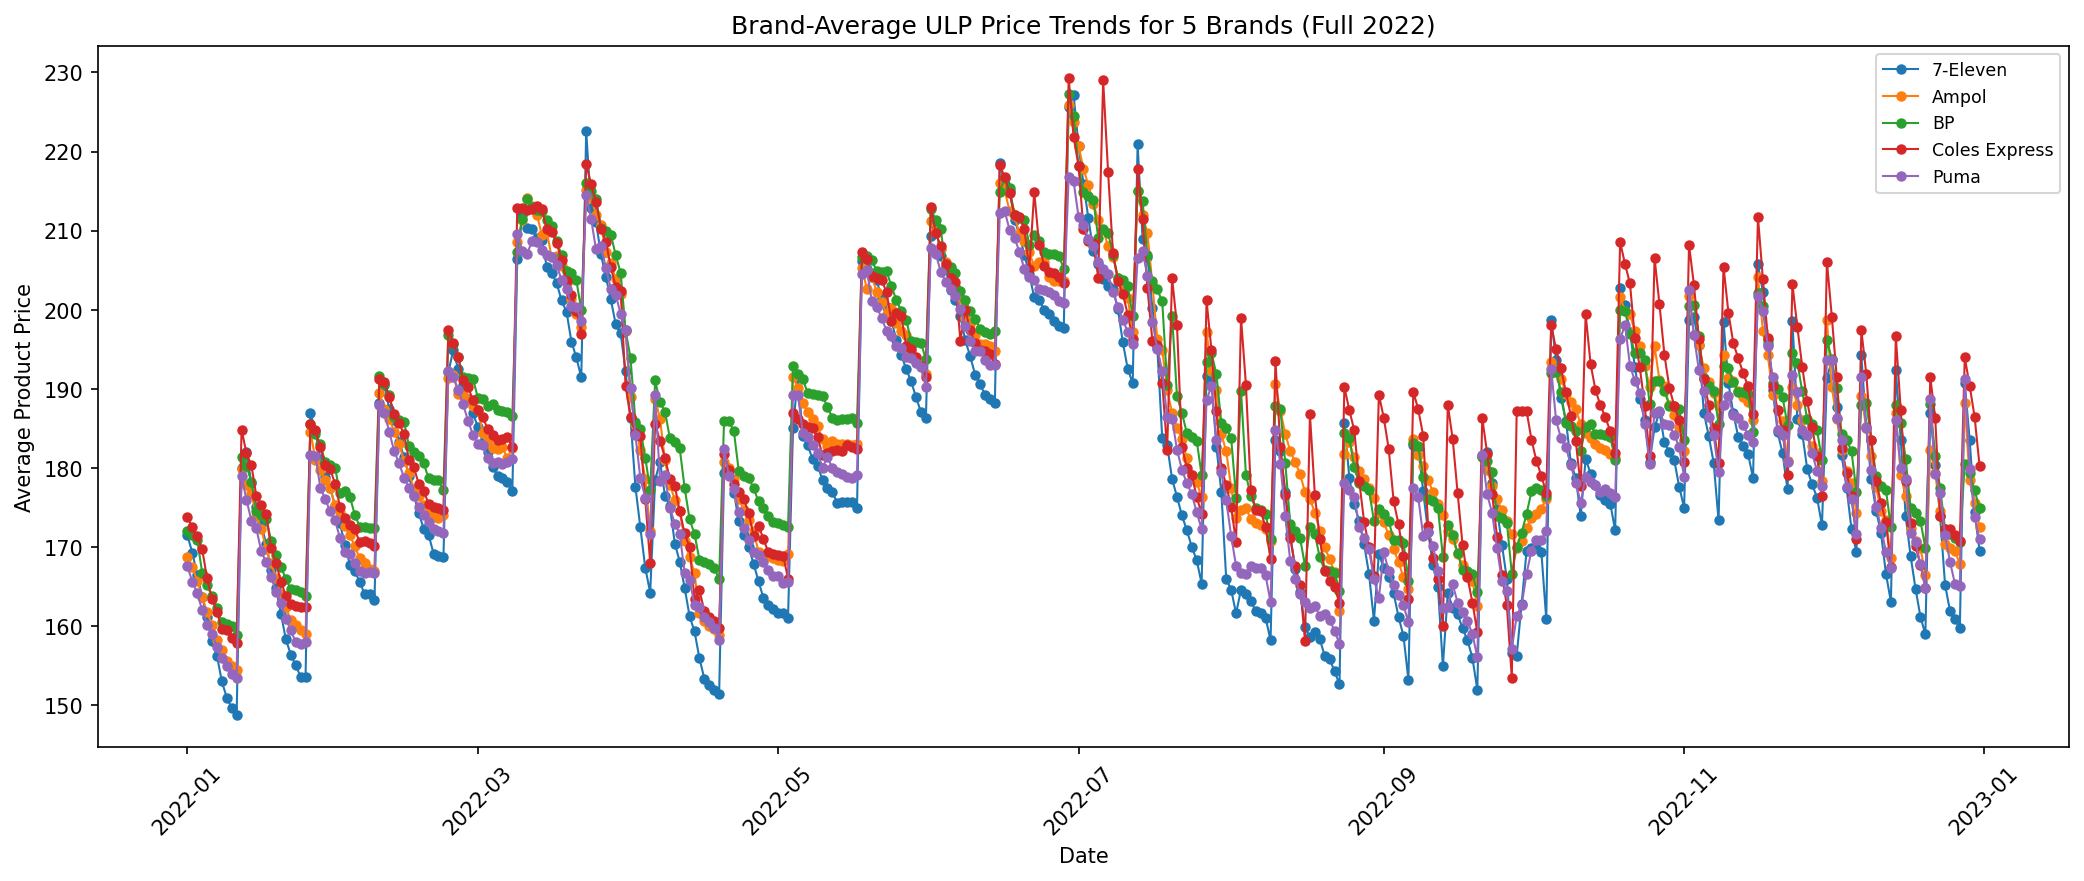 Brand-Average ULP Price Trends for 5 Brands (Full 2022)
7-Eleven
Ampol
BP
Coles Express
Puma
Average Product Price
230
220
210
200
190
180
170
160
150
2022-01
2022-03
2022-05
2022-07
2022-09
2022-11
2023-01
Date